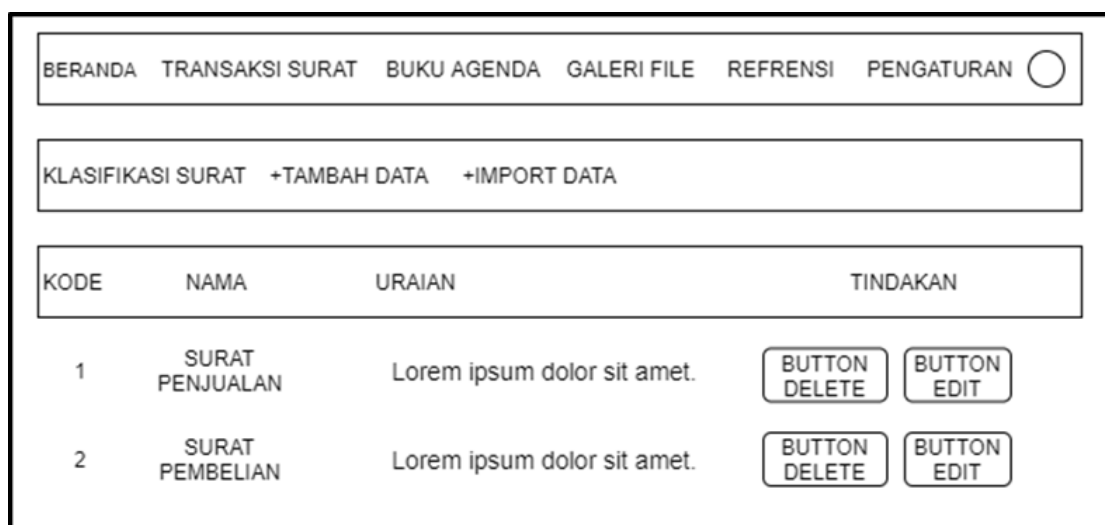 BERANDA TRANSAKSI SURAT BUKU AGENDA GALERI FILE REFRENSI PENGATURAN
KLASIFIKASI SURAT +TAMBAH DATA +IMPORT DATA
KODE NAMA URAIAN TINDAKAN
1 SURAT PENJUALAN Lorem ipsum dolor sit amet. BUTTON DELETE BUTTON EDIT
2 SURAT PEMBELIAN Lorem ipsum dolor sit amet. BUTTON DELETE BUTTON EDIT